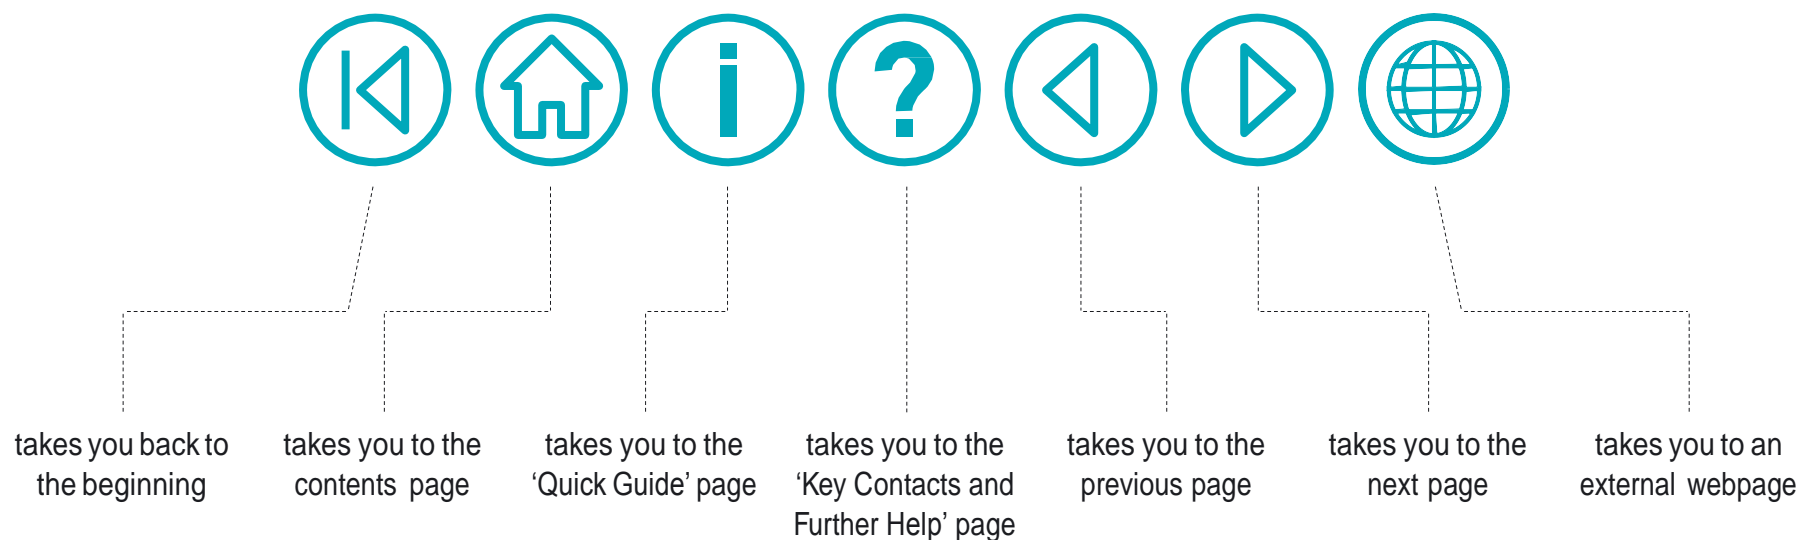 takes you back to
the beginning
takes you to the
contents page
takes you to the
‘Quick Guide’ page
takes you to the
‘Key Contacts and
Further Help’ page
takes you to the
previous page
takes you to the
next page
takes you to an
external webpage